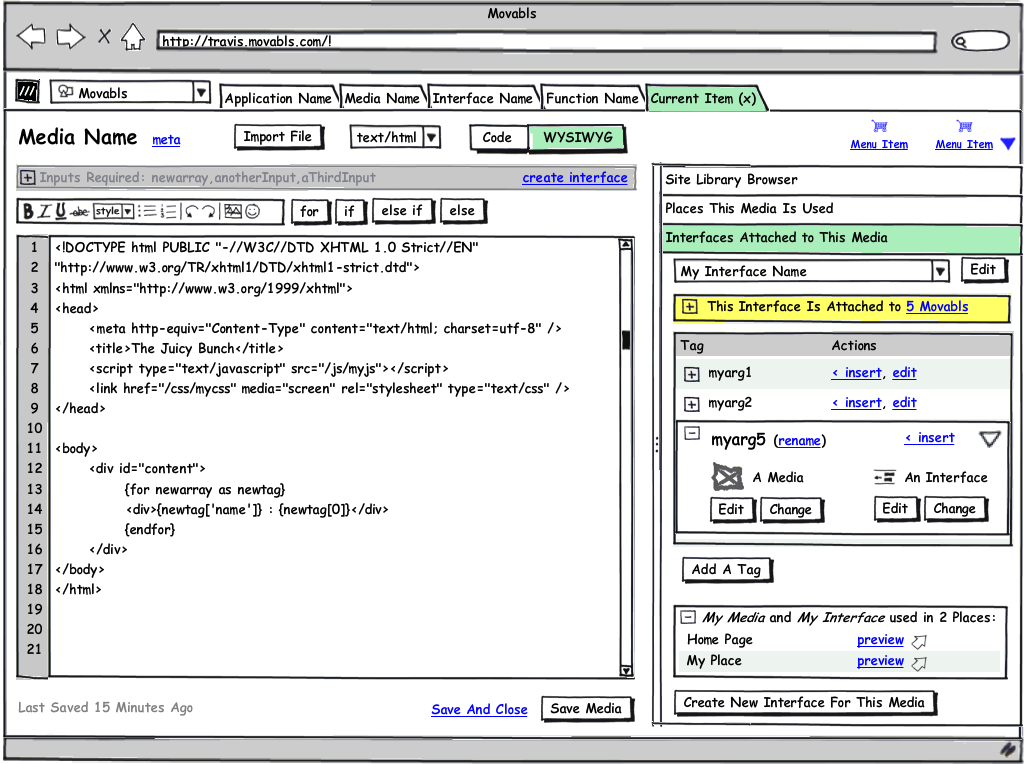 Movabls
http://travis.movabls.com/!
Movabls
Application Name
Media Name
Interface Name
Function Name
Current Item (x)
Media Name
meta
Import File
text/html
Code
WYSIWYG
Menu Item
Menu Item
Inputs Required: newarray,anotherInput,aThirdInput
create interface
B I U abc style
for
if
else if
else
1 <!DOCTYPE html PUBLIC "-//W3C//DTD XHTML 1.0 Strict//EN"
2 "http://www.w3.org/TR/xhtml1/DTD/xhtml1-strict.dtd">
3 <html xmlns="http://www.w3.org/1999/xhtml">
4 <head>
5 <meta http-equiv="Content-Type" content="text/html; charset=utf-8" />
6 <title>The Juicy Bunch</title>
7 <script type="text/javascript" src="/js/myjs"></script>
8 <link href="/css/mycss" media="screen" rel="stylesheet" type="text/css" />
9 </head>
10
11 <body>
12 <div id="content">
13 {for newarray as newtag}
14 <div>{newtag['name']} : {newtag[0]}</div>
15 {endfor}
16 </div>
17 </body>
18 </html>
19
20
21
Last Saved 15 Minutes Ago
Save And Close
Save Media
Site Library Browser
Places This Media Is Used
Interfaces Attached to This Media
My Interface Name
Edit
This Interface Is Attached to 5 Movabls
Tag Actions
myarg1 < insert, edit
myarg2 < insert, edit
myarg5 (rename) < insert
A Media
An Interface
Edit
Change
Edit
Change
Add A Tag
My Media and My Interface used in 2 Places:
Home Page preview
My Place preview
Create New Interface For This Media